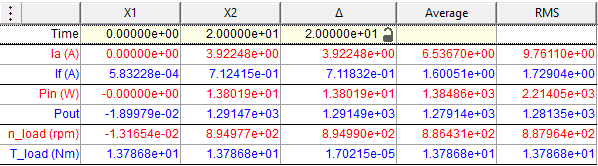 X1 X2 Δ Average RMS
Time 0.00000e+00 2.00000e+01 2.00000e+01
Ia (A) 0.00000e+00 3.92248e+00 3.92248e+00 6.53670e+00 9.76110e+00
If (A) 5.83228e-04 7.12415e-01 7.11832e-01 1.60051e+00 1.72904e+00
Pin (W) -0.00000e+00 1.38019e+01 1.38019e+01 1.38486e+03 2.21405e+03
Pout -1.89979e-02 1.29147e+03 1.29149e+03 1.27914e+03 1.28135e+03
n_load (rpm) -1.31654e-02 8.94977e+02 8.94990e+02 8.86431e+02 8.87964e+02
T_load (Nm) 1.37868e+01 1.37868e+01 1.70215e-05 1.37868e+01 1.37868e+01